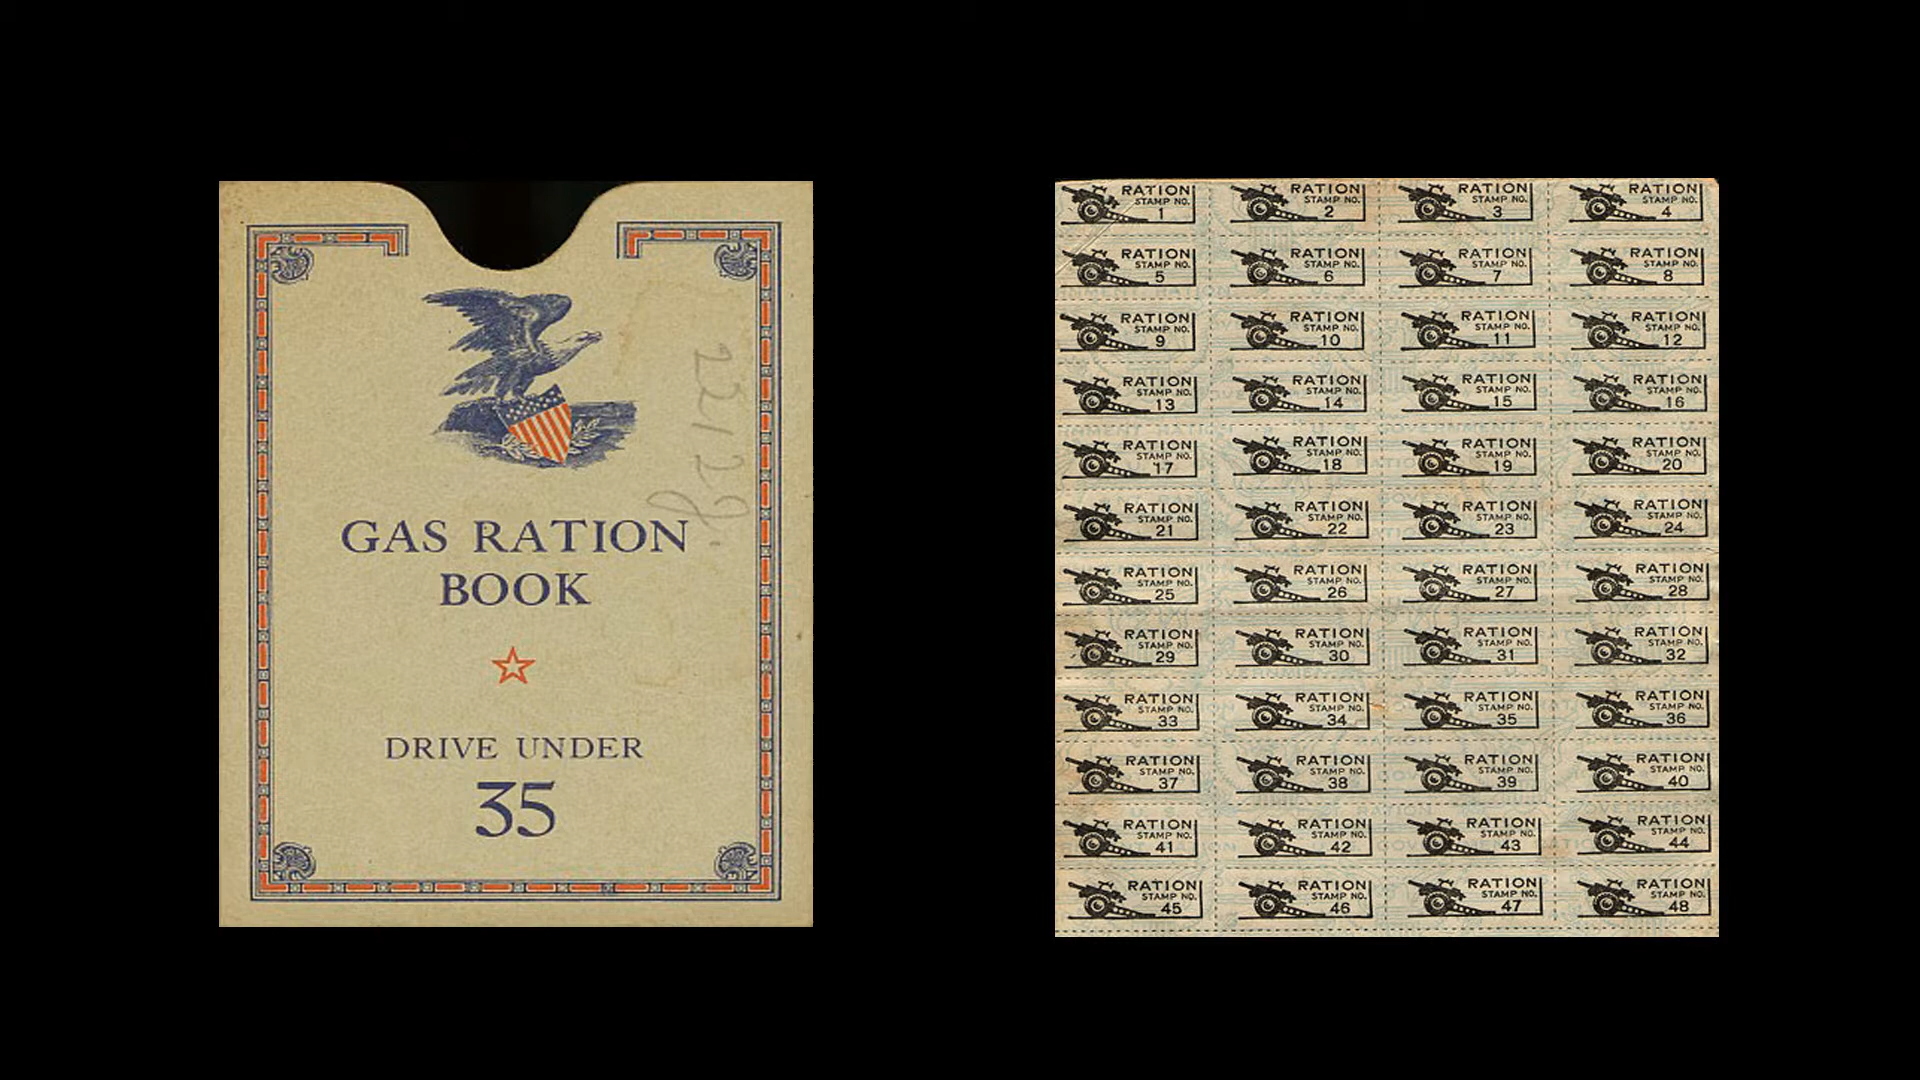 GAS RATION
BOOK
DRIVE UNDER
35
RATION RATION RATION RATION
STAMP NO. STAMP NO. STAMP NO. STAMP NO.
1 2 3 4
RATION RATION RATION RATION
STAMP NO. STAMP NO. STAMP NO. STAMP NO.
5 6 7 8
RATION RATION RATION RATION
STAMP NO. STAMP NO. STAMP NO. STAMP NO.
9 10 11 12
RATION RATION RATION RATION
STAMP NO. STAMP NO. STAMP NO. STAMP NO.
13 14 15 16
RATION RATION RATION RATION
STAMP NO. STAMP NO. STAMP NO. STAMP NO.
17 18 19 20
RATION RATION RATION RATION
STAMP NO. STAMP NO. STAMP NO. STAMP NO.
21 22 23 24
RATION RATION RATION RATION
STAMP NO. STAMP NO. STAMP NO. STAMP NO.
25 26 27 28
RATION RATION RATION RATION
STAMP NO. STAMP NO. STAMP NO. STAMP NO.
29 30 31 32
RATION RATION RATION RATION
STAMP NO. STAMP NO. STAMP NO. STAMP NO.
33 34 35 36
RATION RATION RATION RATION
STAMP NO. STAMP NO. STAMP NO. STAMP NO.
37 38 39 40
RATION RATION RATION RATION
STAMP NO. STAMP NO. STAMP NO. STAMP NO.
41 42 43 44
RATION RATION RATION RATION
STAMP NO. STAMP NO. STAMP NO. STAMP NO.
45 46 47 48